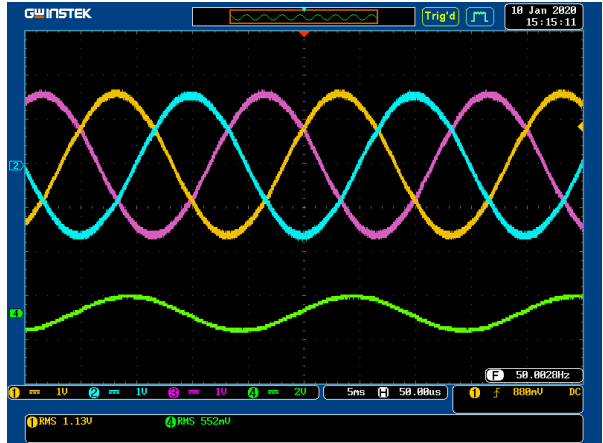 GWINSTEK Trig'd 10 Jan 2020
15:15:11
2
4
F 50.0028Hz
1 1V 2 1V 3 1V 4 2V 5ms H 50.00us 1 880mV DC
1 RMS 1.13V 4 RMS 552mV